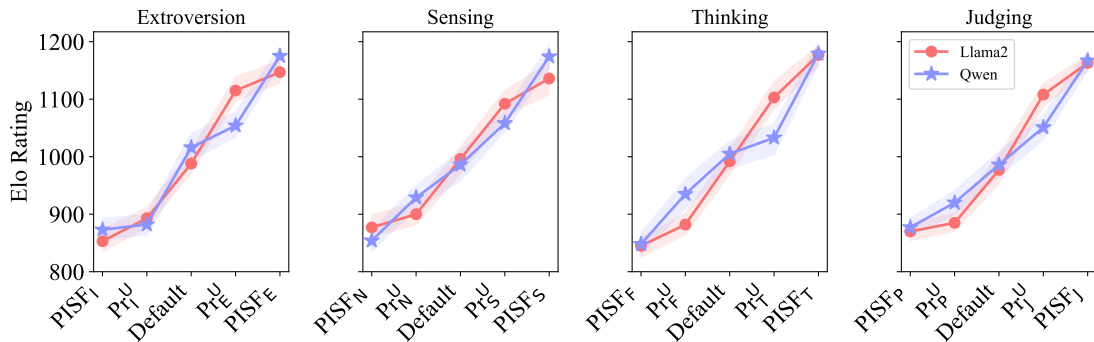 Extroversion
Sensing
Thinking
Judging
Elo Rating
1200
1100
1000
900
800
Llama2
Qwen
PISF_I
Pr_I^U
Default
Pr_E^U
PISF_E
PISF_N
Pr_N^U
Default
Pr_S^U
PISF_S
PISF_F
Pr_F^U
Default
Pr_T^U
PISF_T
PISF_P
Pr_P^U
Default
Pr_J^U
PISF_J